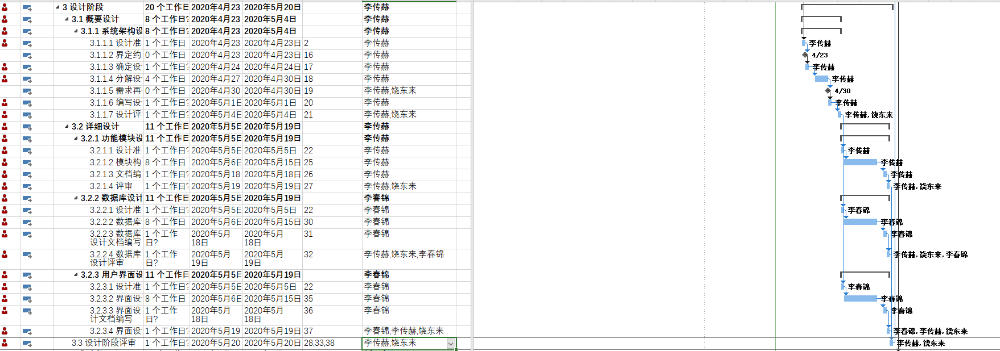 3 设计阶段 20 个工作日 2020年4月23 2020年5月20日 李传赫
3.1 概要设计 8 个工作日? 2020年4月23 2020年5月4日 李传赫
3.1.1 系统架构设 8 个工作日? 2020年4月23 2020年5月4日 李传赫
3.1.1.1 设计准 1 个工作日 2020年4月23 2020年4月23日 2 李传赫 李传赫
3.1.1.2 界定约 0 个工作日 2020年4月23 2020年4月23日 16 李传赫 4/23
3.1.1.3 确定设 1 个工作日? 2020年4月24 2020年4月24日 17 李传赫 李传赫
3.1.1.4 分解设 4 个工作日 2020年4月27 2020年4月30日 18 李传赫 李传赫
3.1.1.5 需求再 0 个工作日 2020年4月30 2020年4月30日 19 李传赫,饶东来 4/30
3.1.1.6 编写设 1 个工作日? 2020年5月1日 2020年5月1日 20 李传赫 李传赫
3.1.1.7 设计评 1 个工作日? 2020年5月4日 2020年5月4日 21 李传赫,饶东来 李传赫,饶东来
3.2 详细设计 11 个工作日 2020年5月5日 2020年5月19日 李传赫
3.2.1 功能模块设 11 个工作日 2020年5月5日 2020年5月19日 李传赫
3.2.1.1 设计准 1 个工作日? 2020年5月5日 2020年5月5日 22 李传赫 李传赫
3.2.1.2 模块构 8 个工作日 2020年5月6日 2020年5月15日 25 李传赫 李传赫
3.2.1.3 文档编 1 个工作日? 2020年5月18 2020年5月18日 26 李传赫 李传赫
3.2.1.4 评审 1 个工作日? 2020年5月19 2020年5月19日 27 李传赫,饶东来 李传赫,饶东来
3.2.2 数据库设计 11 个工作日 2020年5月5日 2020年5月19日 李春锦
3.2.2.1 设计准 1 个工作日? 2020年5月5日 2020年5月5日 22 李春锦 李春锦
3.2.2.2 数据库 8 个工作日 2020年5月6日 2020年5月15日 30 李春锦 李春锦
3.2.2.3 数据库 1 个工作 2020年5月 2020年5月 31 李春锦 李春锦
设计文档编写 日? 18日 18日
3.2.2.4 数据库 1 个工作 2020年5月 2020年5月 32 李传赫,饶东来,李春锦 李传赫,饶东来,李春锦
设计评审 日? 19日 19日
3.2.3 用户界面设 11 个工作日 2020年5月5日 2020年5月19日 李春锦
3.2.3.1 设计准 1 个工作日? 2020年5月5日 2020年5月5日 22 李春锦 李春锦
3.2.3.2 界面设 8 个工作日 2020年5月6日 2020年5月15日 35 李春锦 李春锦
3.2.3.3 界面设 1 个工作 2020年5月 2020年5月 36 李春锦 李春锦
计文档编写 日? 18日 18日
3.2.3.4 界面设 1 个工作日? 2020年5月19 2020年5月19日 37 李春锦,李传赫,饶东来 李春锦,李传赫,饶东来
3.3 设计阶段评审 1 个工作日? 2020年5月20 2020年5月20日 28,33,38 李传赫,饶东来 李传赫,饶东来